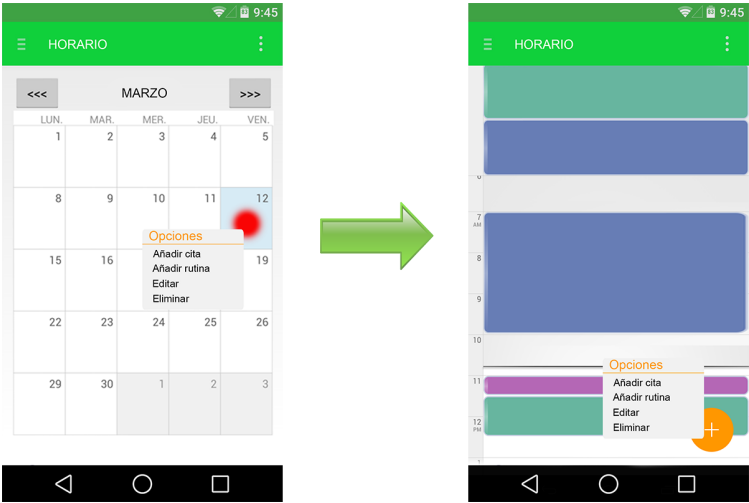 9:45
HORARIO
<<< MARZO >>>
LUN. MAR. MER. JEU. VEN.
1 2 3 4 5
8 9 10 11 12
Opciones
Añadir cita
15 16 19
Añadir rutina
Editar
Eliminar
22 23 24 25 26
29 30 1 2 3
9:45
HORARIO
7
AM
8
9
10
Opciones
11 Añadir cita
Añadir rutina
Editar
12
PM
Eliminar
+